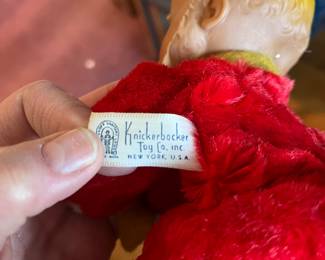 Knickerbocker
Toy Co. inc.
NEW YORK, U.S.A.